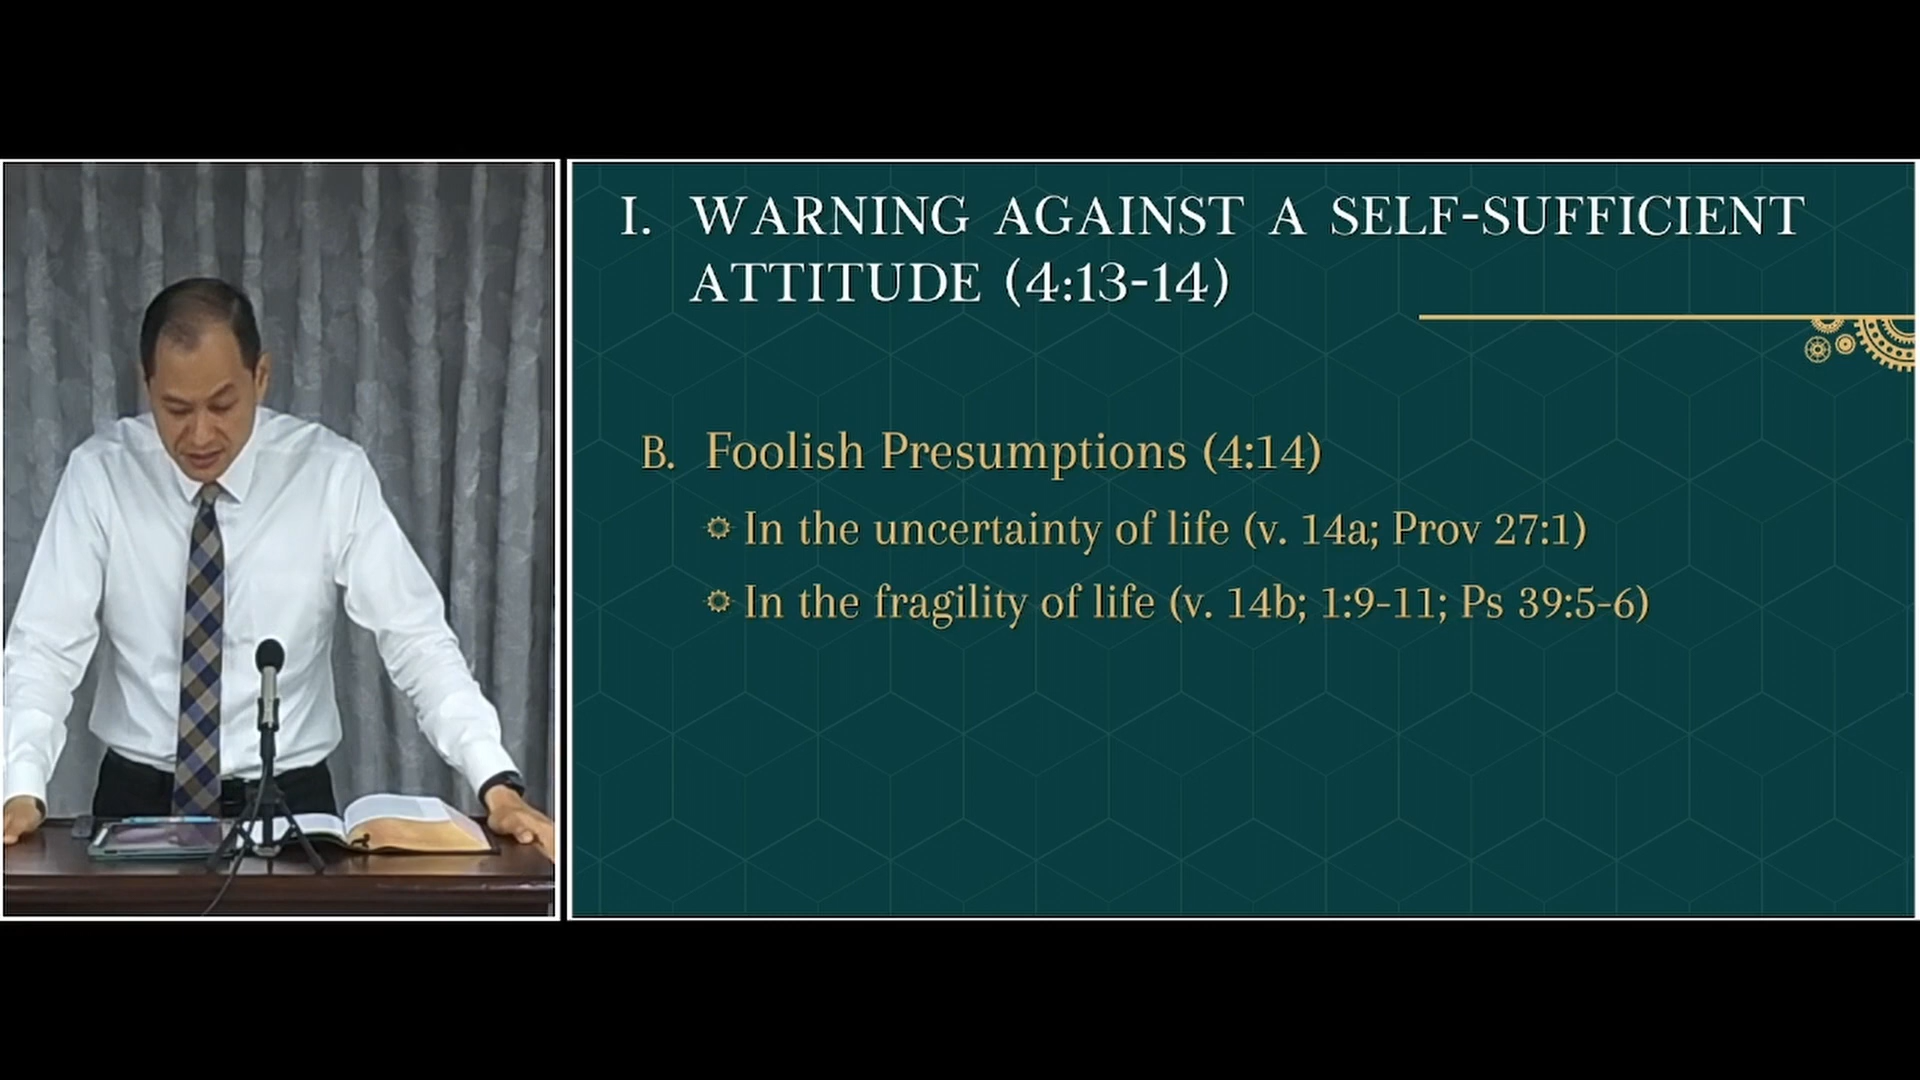 I. WARNING AGAINST A SELF-SUFFICIENT
ATTITUDE (4:13-14)
B. Foolish Presumptions (4:14)
In the uncertainty of life (v. 14a; Prov 27:1)
In the fragility of life (v. 14b; 1:9-11; Ps 39:5-6)